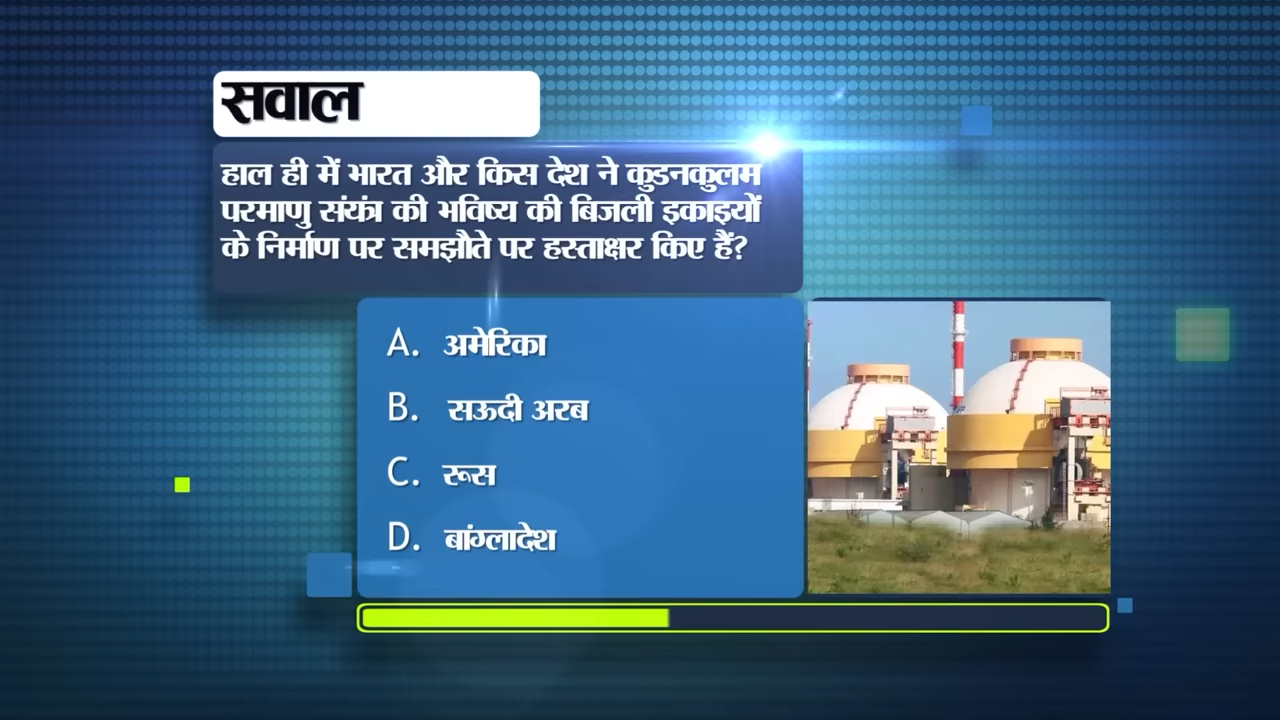 सवाल
हाल ही में भारत और किस देश ने कुडनकुलम
परमाणु संयंत्र की भविष्य की बिजली इकाइयों
के निर्माण पर समझौते पर हस्ताक्षर किए हैं?
A. अमेरिका
B. सऊदी अरब
C. रूस
D. बांग्लादेश